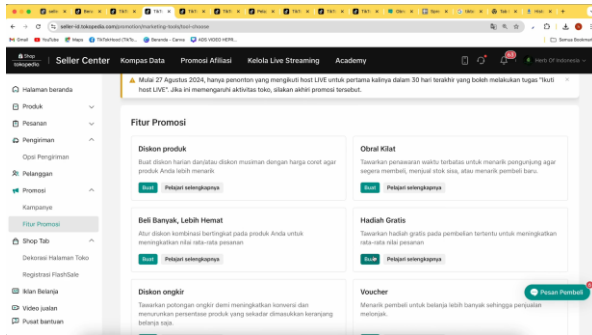 seller-id.tokopedia.com/promotion/marketing-tools/tool-choose
Gmail
YouTube
Maps
Beranda - Canva
Semua Bookmark
Shop
tokopedia
Seller Center
Kompas Data
Promosi Afiliasi
Kelola Live Streaming
Academy
Herb Of Indonesia
Mulai 27 Agustus 2024, hanya penonton yang mengikuti host LIVE untuk pertama kalinya dalam 30 hari terakhir yang boleh melakukan tugas "Ikuti
host LIVE". Jika ini memengaruhi aktivitas toko, silakan akhiri promosi tersebut.
Halaman beranda
Produk
Pesanan
Pengiriman
Opsi Pengiriman
Pelanggan
Promosi
Kampanye
Fitur Promosi
Shop Tab
Dekorasi Halaman Toko
Registrasi FlashSale
Iklan Belanja
Video jualan
Pusat bantuan
Fitur Promosi
Diskon produk
Buat diskon harian dan/atau diskon musiman dengan harga coret agar
produk Anda lebih menarik
Buat
Pelajari selengkapnya
Obral Kilat
Tawarkan penawaran waktu terbatas untuk menarik pengunjung agar
segera membeli, menjual stok sisa, atau menarik pembeli baru.
Buat
Pelajari selengkapnya
Beli Banyak, Lebih Hemat
Atur diskon kombinasi bertingkat pada produk Anda untuk
meningkatkan nilai rata-rata pesanan
Buat
Pelajari selengkapnya
Hadiah Gratis
Tawarkan hadiah gratis pada pembelian tertentu untuk meningkatkan
rata-rata nilai pesanan
Buat
Pelajari selengkapnya
Diskon ongkir
Tawarkan potongan ongkir demi meningkatkan konversi dan
menurunkan persentase produk yang sekadar dimasukkan keranjang
belanja saja.
Voucher
Menarik pembeli untuk belanja lebih banyak sehingga penjualan
melonjak.
Pesan Pembeli